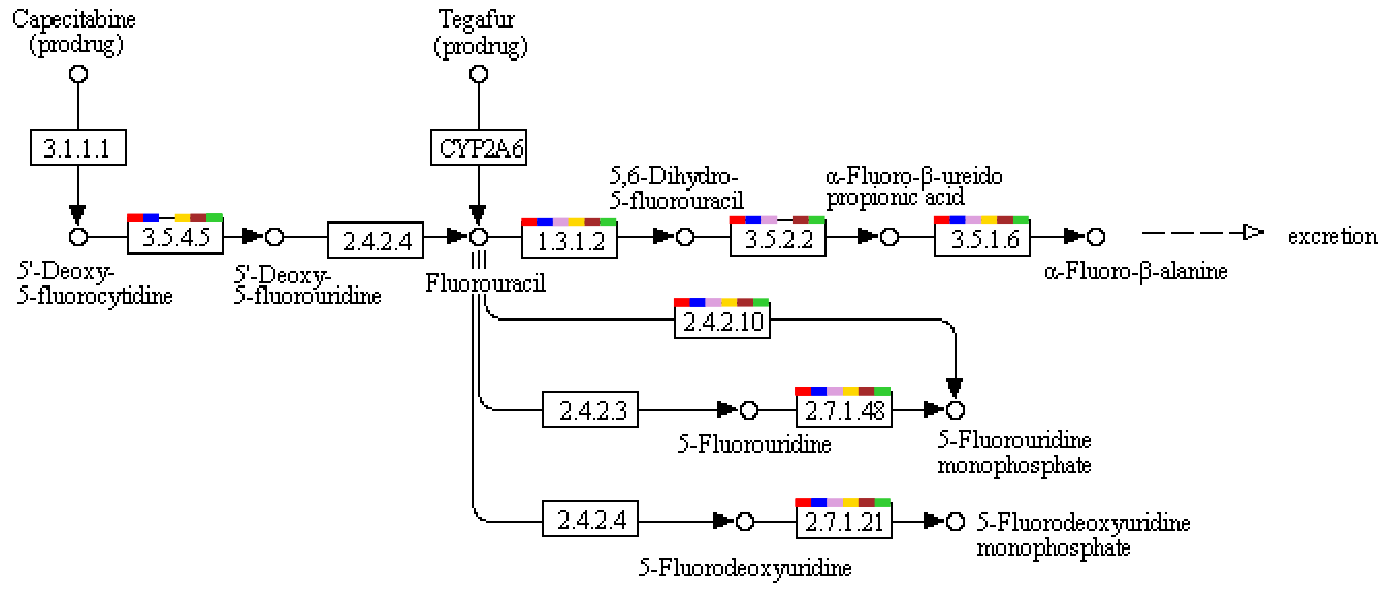 Capecitabine
(prodrug)
Tegafur
(prodrug)
3.1.1.1
CYP2A6
5,6-Dihydro-
5-fluorouracil
α-Fluoro-β-ureido
propionic acid
3.5.4.5
2.4.2.4
1.3.1.2
3.5.2.2
3.5.1.6
excretion
5'-Deoxy-
5-fluorocytidine
5'-Deoxy-
5-fluorouridine
Fluorouracil
α-Fluoro-β-alanine
2.4.2.10
2.4.2.3
2.7.1.48
5-Fluorouridine
5-Fluorouridine
monophosphate
2.4.2.4
2.7.1.21
5-Fluorodeoxyuridine
monophosphate
5-Fluorodeoxyuridine